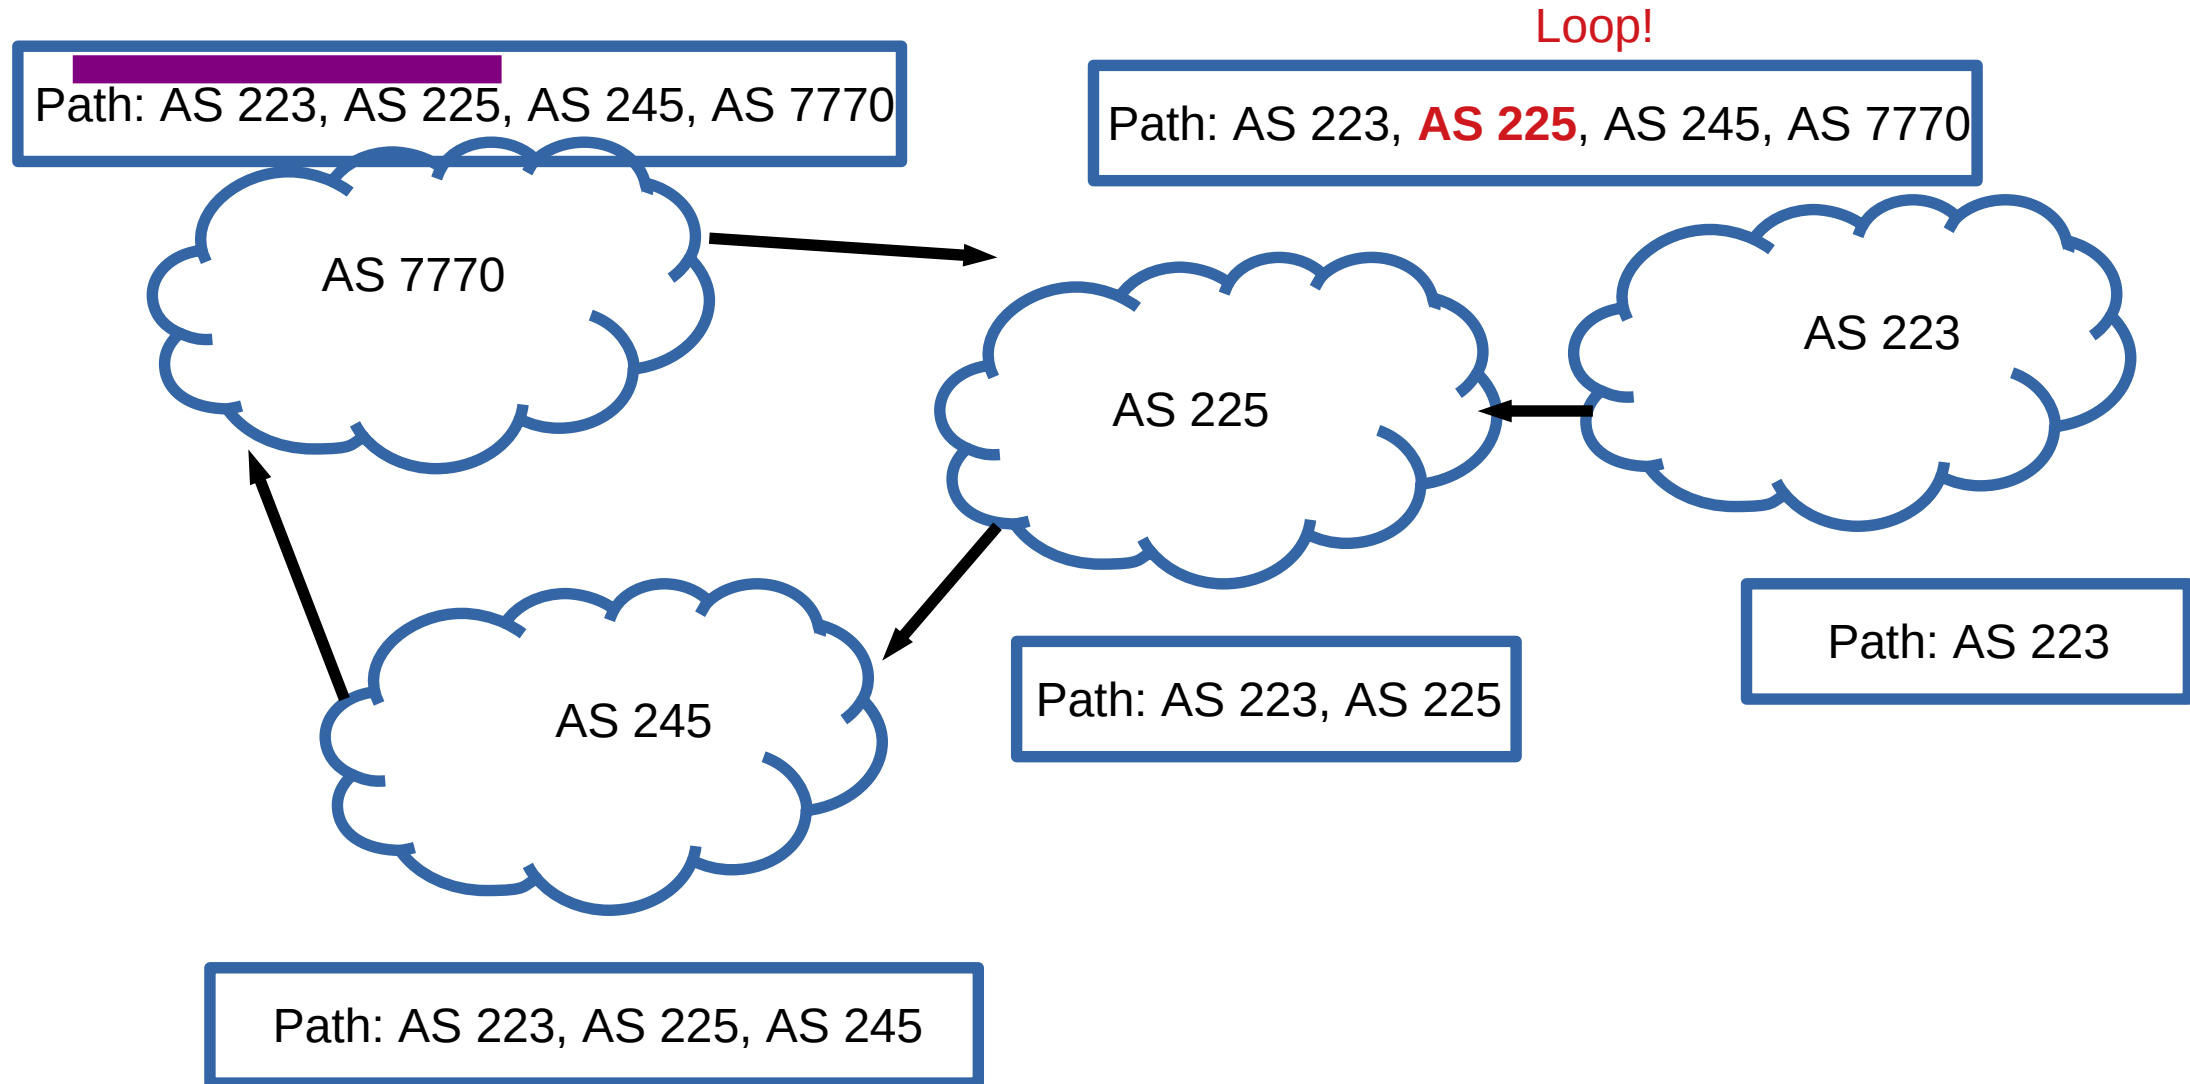 Loop!
Path: AS 223, AS 225, AS 245, AS 7770
Path: AS 223, AS 225, AS 245, AS 7770
AS 7770
AS 223
AS 225
Path: AS 223
Path: AS 223, AS 225
AS 245
Path: AS 223, AS 225, AS 245